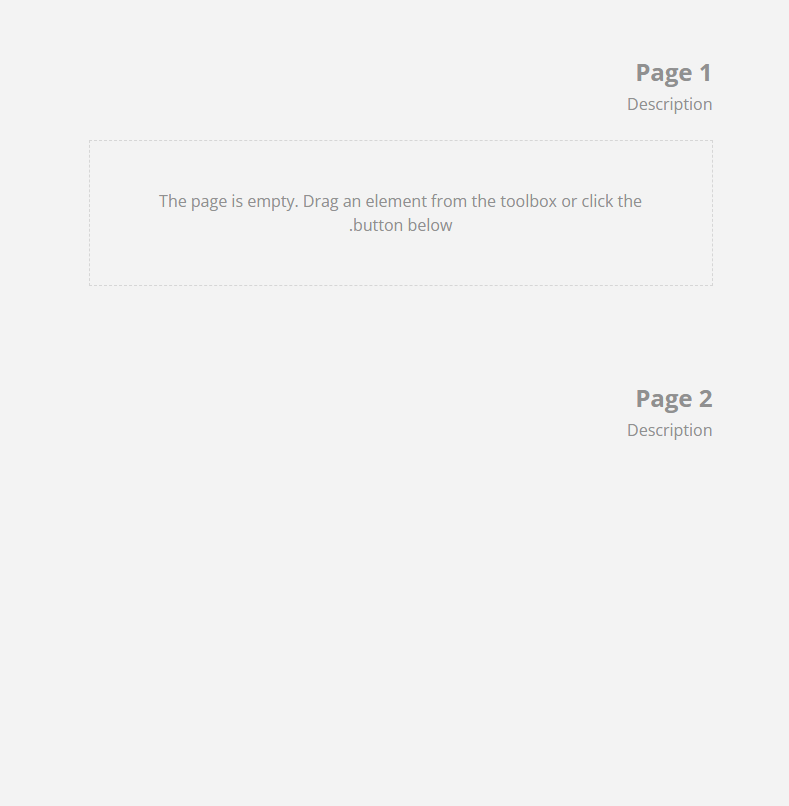 Page 1
Description
The page is empty. Drag an element from the toolbox or click the
.button below
Page 2
Description